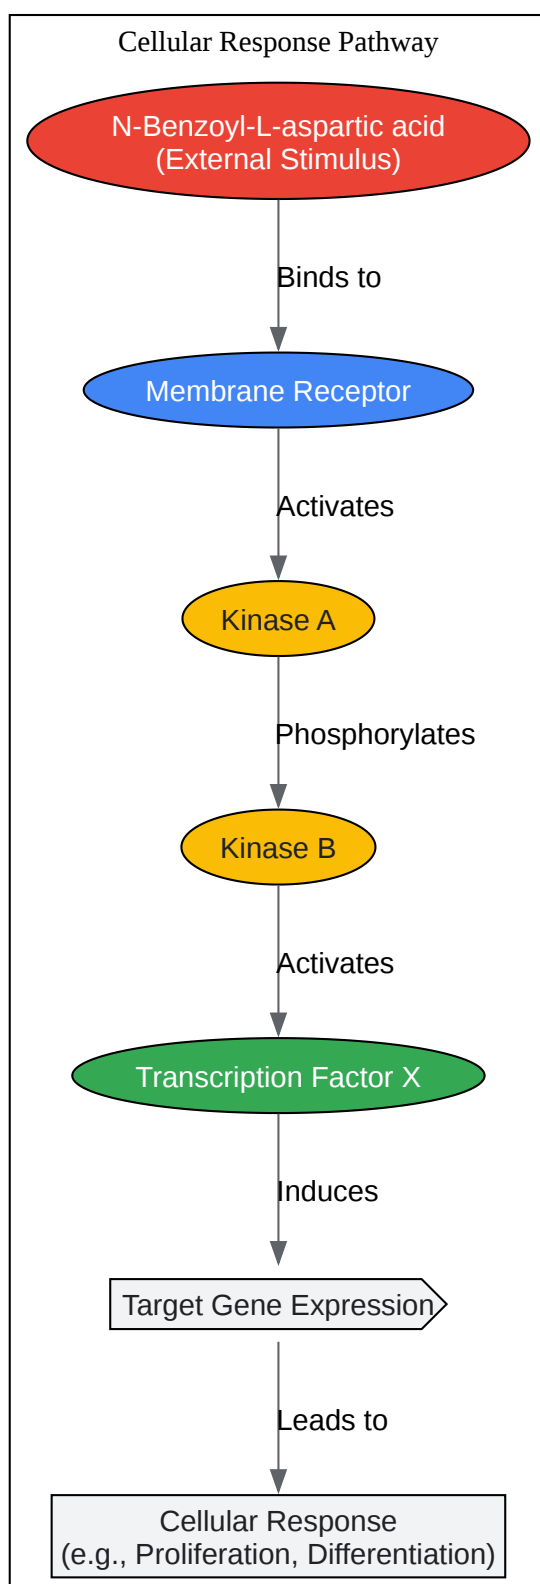 Cellular Response Pathway
N-Benzoyl-L-aspartic acid
(External Stimulus)
Binds to
Membrane Receptor
Activates
Kinase A
Phosphorylates
Kinase B
Activates
Transcription Factor X
Induces
Target Gene Expression
Leads to
Cellular Response
(e.g., Proliferation, Differentiation)